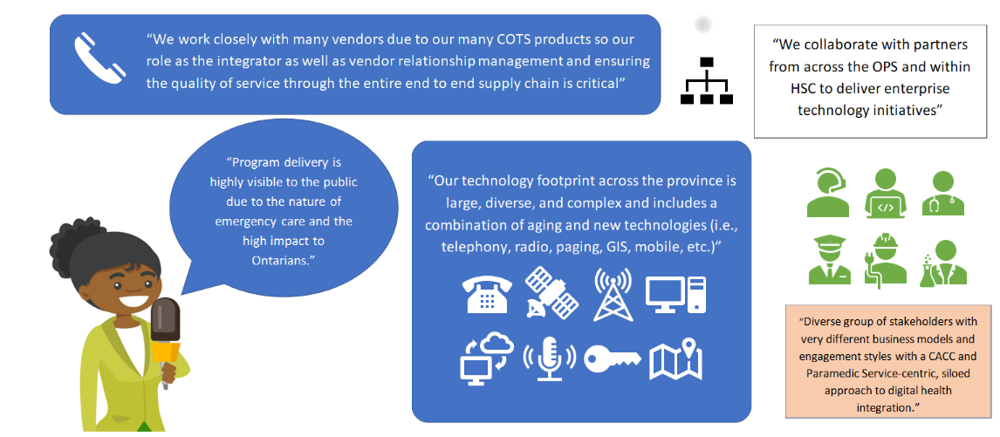 “We work closely with many vendors due to our many COTS products so our
role as the integrator as well as vendor relationship management and ensuring
the quality of service through the entire end to end supply chain is critical”
“We collaborate with partners
from across the OPS and within
HSC to deliver enterprise
technology initiatives”
“Program delivery is
highly visible to the public
due to the nature of
emergency care and the
high impact to
Ontarians.”
“Our technology footprint across the province is
large, diverse, and complex and includes a
combination of aging and new technologies (i.e.,
telephony, radio, paging, GIS, mobile, etc.)”
</>
“Diverse group of stakeholders with
very different business models and
engagement styles with a CACC and
Paramedic Service-centric, siloed
approach to digital health
integration.”